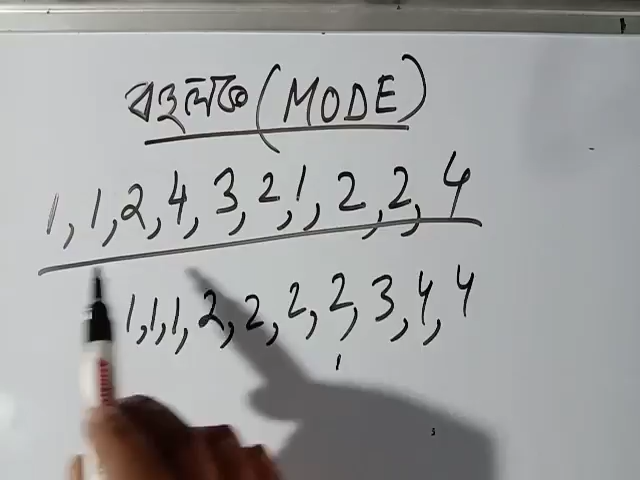 বহুলক (MODE)
1, 1, 2, 4, 3, 2, 1, 2, 2, 4
1, 1, 1, 2, 2, 2, 2, 3, 4, 4